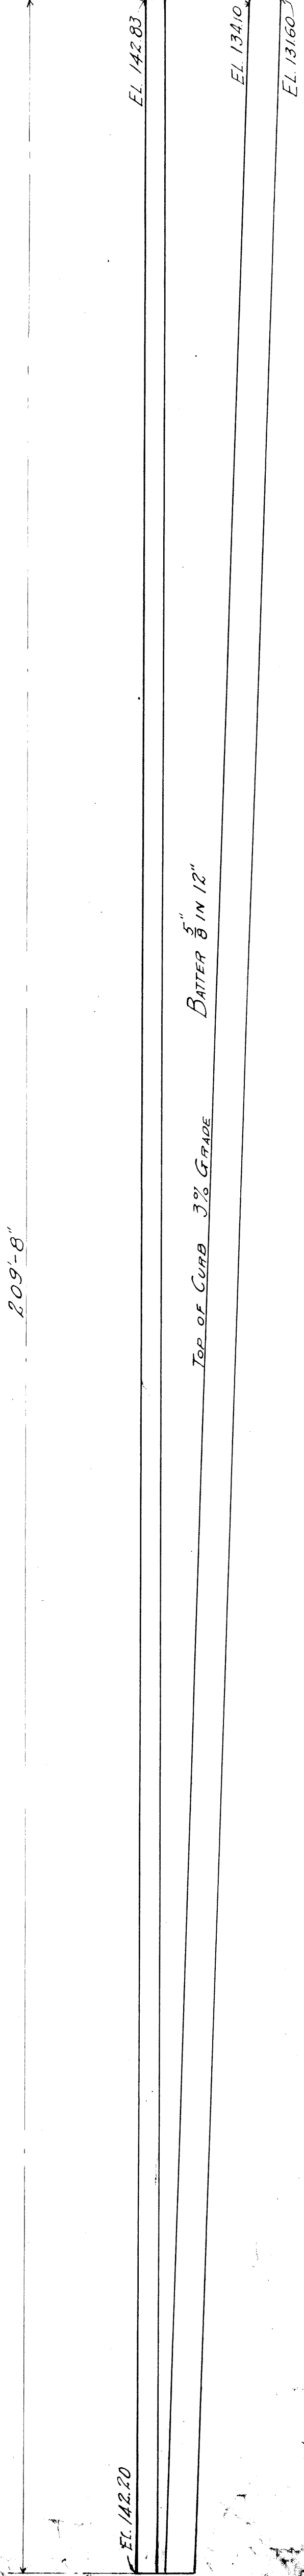 209'-8"
EL. 142.20
EL. 142.83
TOP OF CURB 3% GRADE
BATTER 5/8" IN 12"
EL. 134.10
EL. 131.60